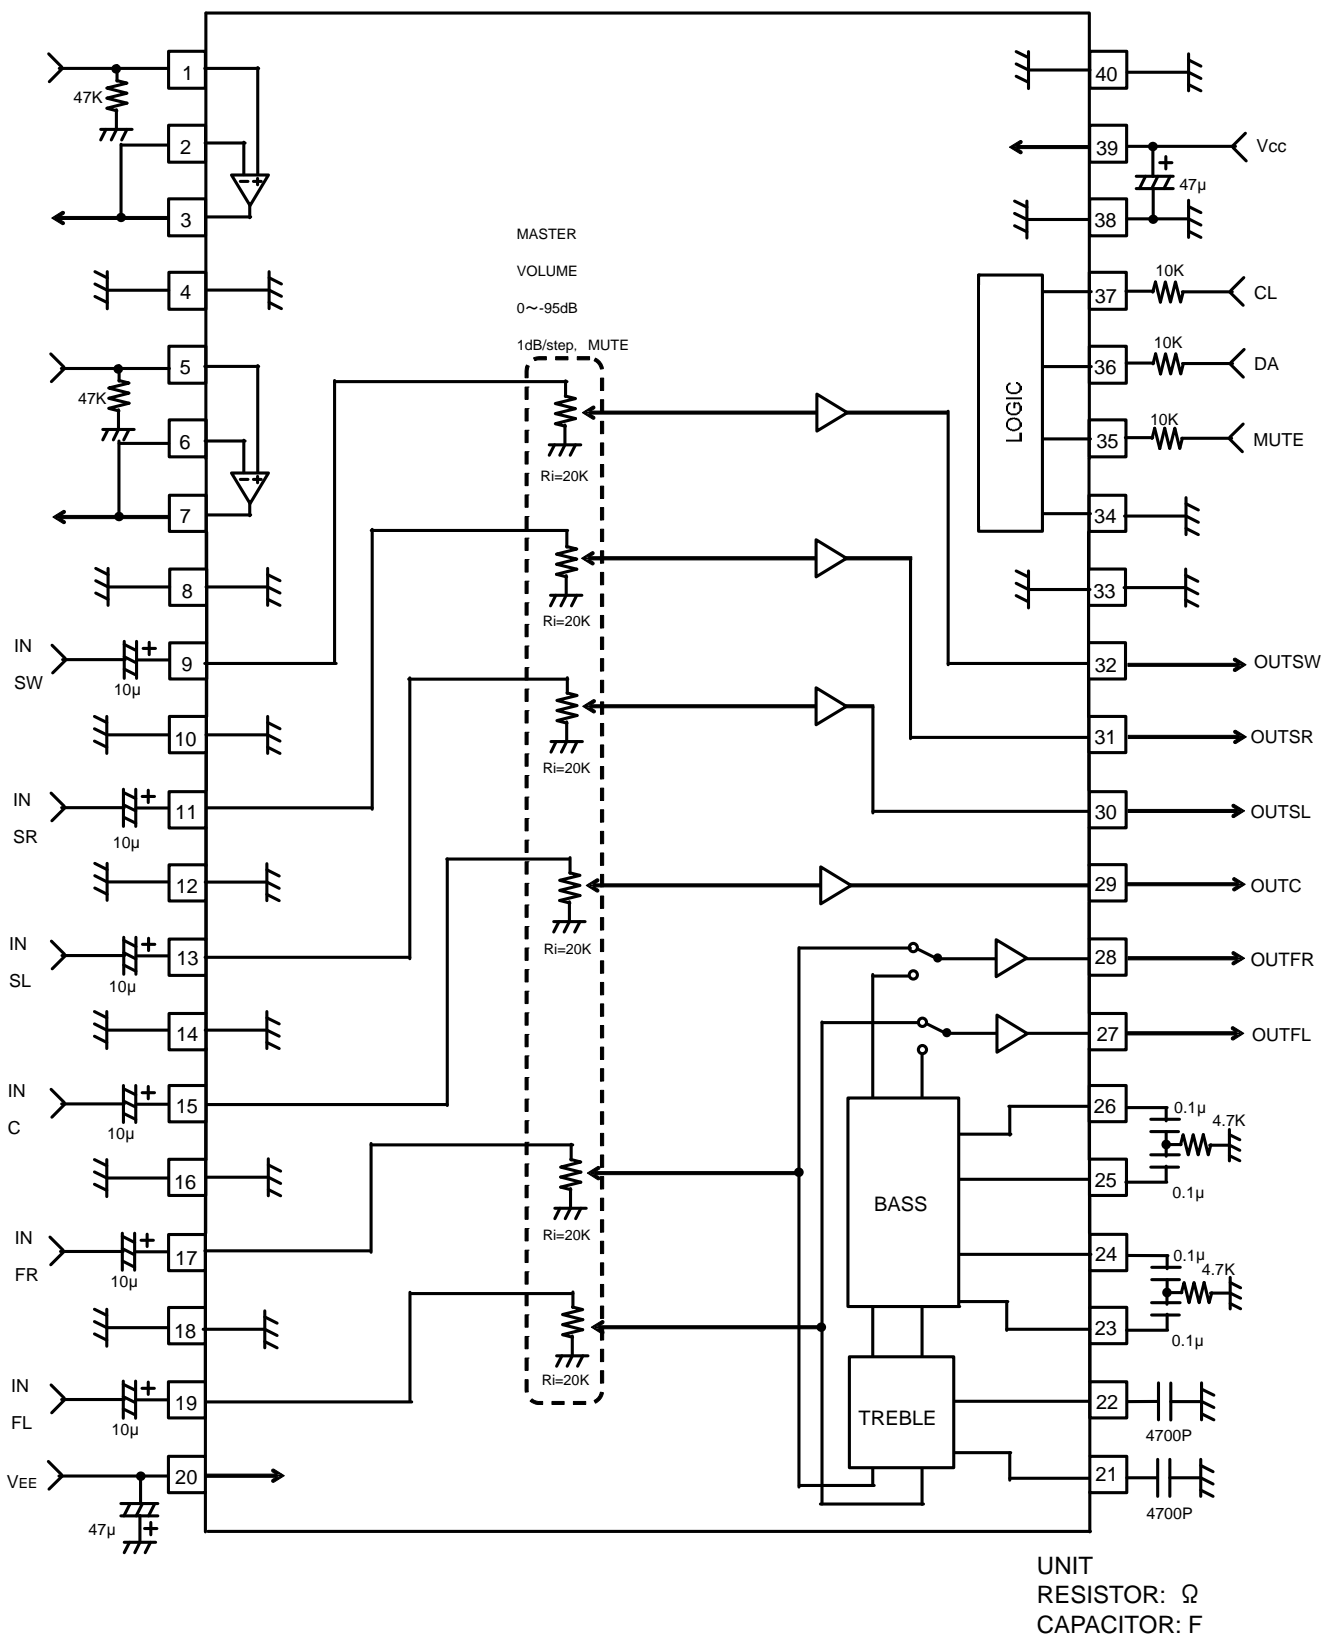 1
47K
2
3
4
5
47K
6
7
8
IN
SW
10µ
9
10
IN
SR
10µ
11
12
IN
SL
10µ
13
14
IN
C
10µ
15
16
IN
FR
10µ
17
18
IN
FL
10µ
19
VEE
20
47µ
MASTER
VOLUME
0～-95dB
1dB/step, MUTE
Ri=20K
Ri=20K
Ri=20K
Ri=20K
Ri=20K
Ri=20K
LOGIC
BASS
TREBLE
40
39
Vcc
47µ
38
37
10K
CL
36
10K
DA
35
10K
MUTE
34
33
32
OUTSW
31
OUTSR
30
OUTSL
29
OUTC
28
OUTFR
27
OUTFL
26
0.1µ
4.7K
25
0.1µ
24
0.1µ
4.7K
23
0.1µ
22
4700P
21
4700P
UNIT
RESISTOR: Ω
CAPACITOR: F